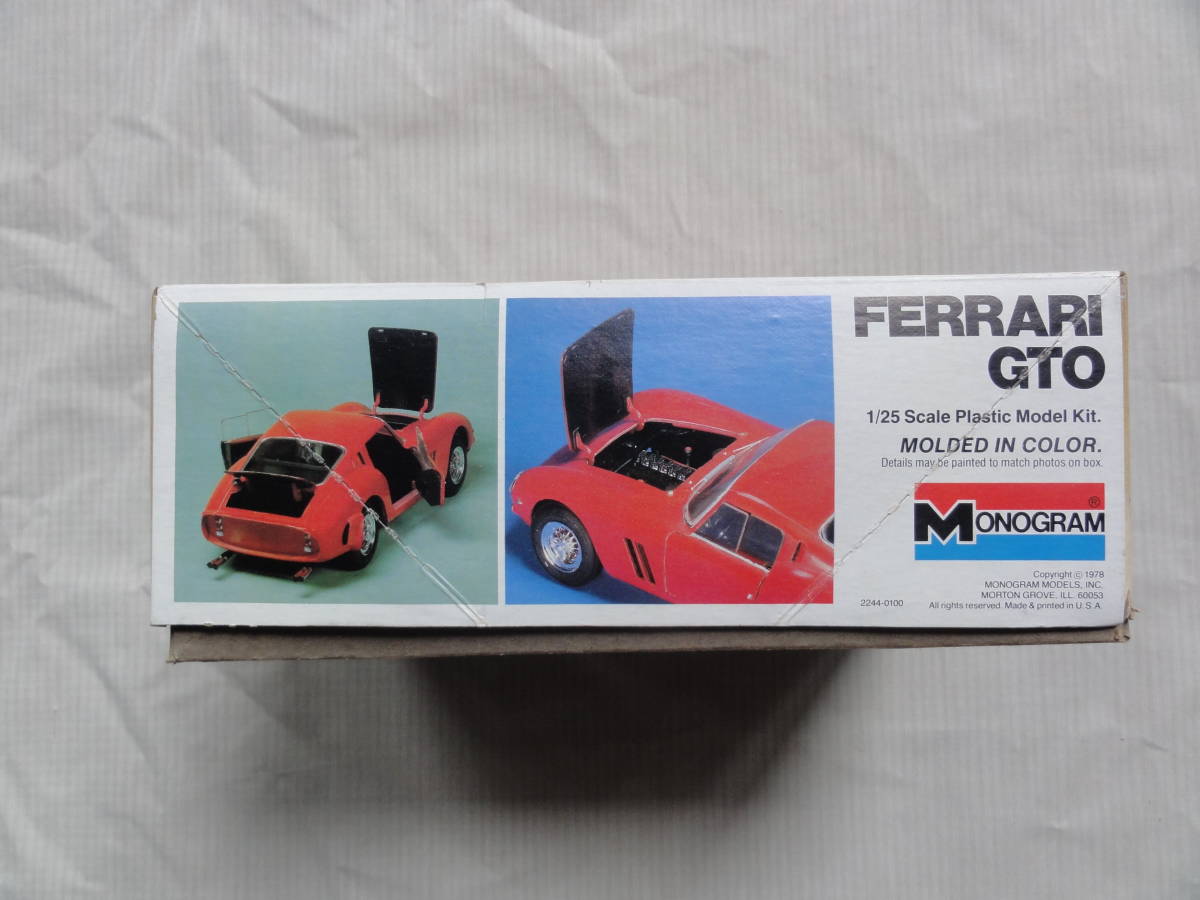 FERRARI
GTO
1/25 Scale Plastic Model Kit.
MOLDED IN COLOR.
Details may be painted to match photos on box.
MONOGRAM ®
Copyright © 1978
MONOGRAM MODELS, INC.
MORTON GROVE, ILL. 60053
2244-0100 All rights reserved. Made & printed in U.S.A.